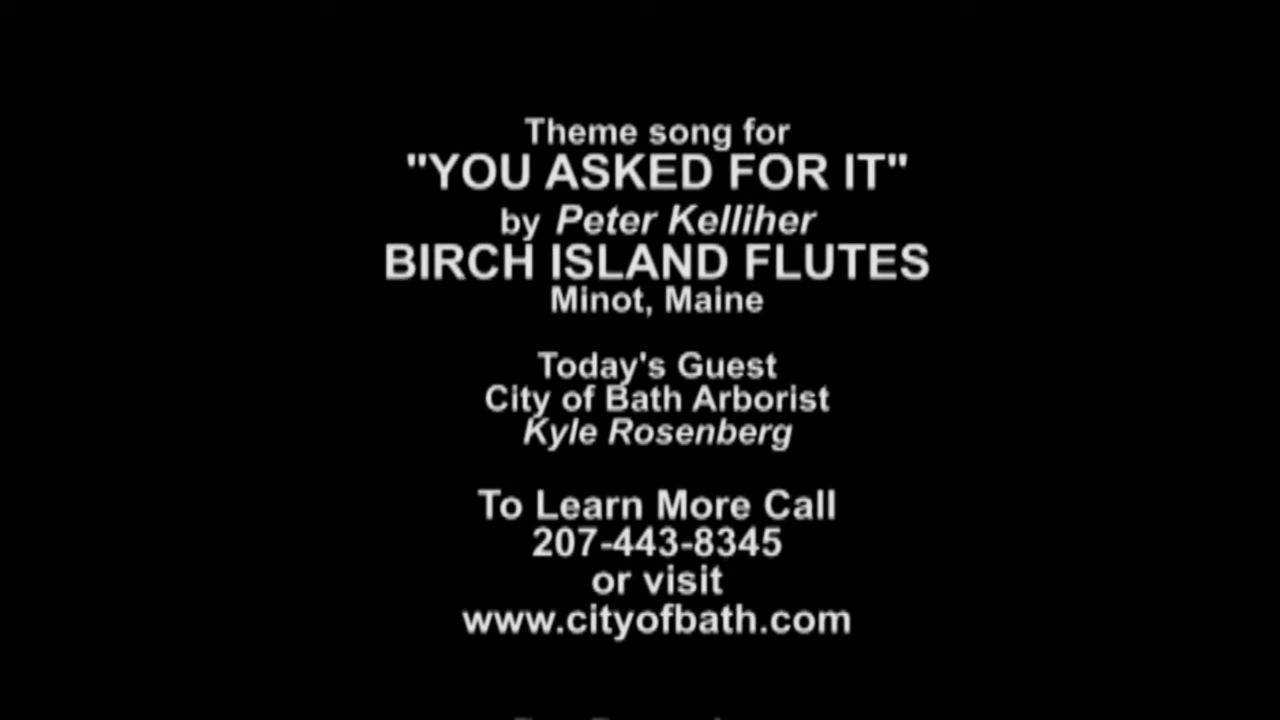 Theme song for
"YOU ASKED FOR IT"
by Peter Kelliher
BIRCH ISLAND FLUTES
Minot, Maine
Today's Guest
City of Bath Arborist
Kyle Rosenberg
To Learn More Call
207-443-8345
or visit
www.cityofbath.com